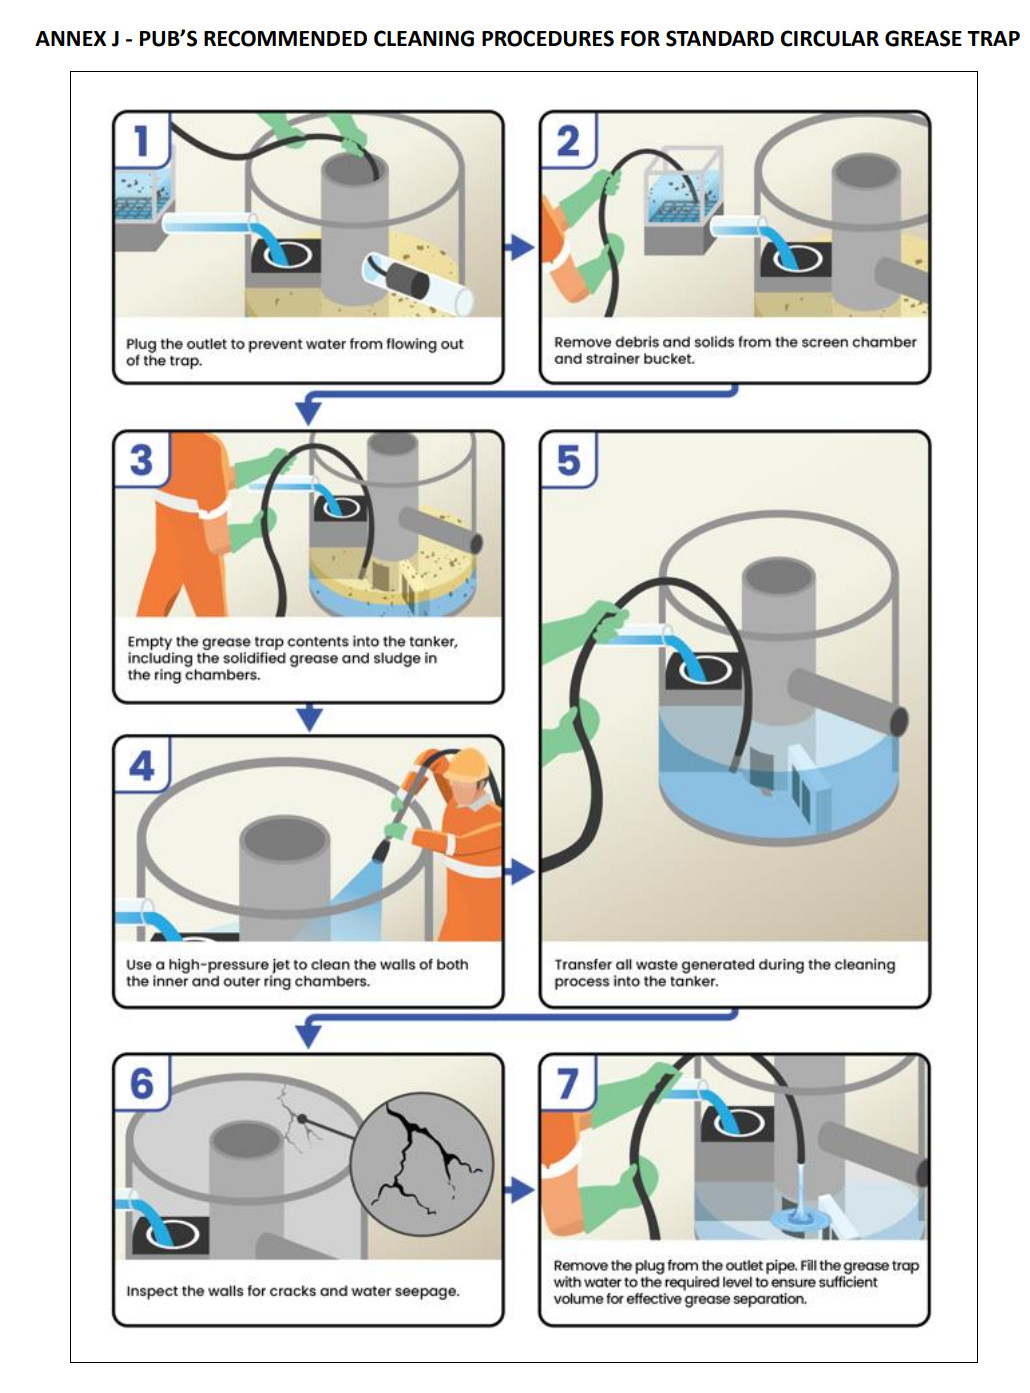 ANNEX J - PUB'S RECOMMENDED CLEANING PROCEDURES FOR STANDARD CIRCULAR GREASE TRAP
1
Plug the outlet to prevent water from flowing out
of the trap.
2
Remove debris and solids from the screen chamber
and strainer bucket.
3
Empty the grease trap contents into the tanker,
including the solidified grease and sludge in
the ring chambers.
4
Use a high-pressure jet to clean the walls of both
the inner and outer ring chambers.
5
Transfer all waste generated during the cleaning
process into the tanker.
6
Inspect the walls for cracks and water seepage.
7
Remove the plug from the outlet pipe. Fill the grease trap
with water to the required level to ensure sufficient
volume for effective grease separation.